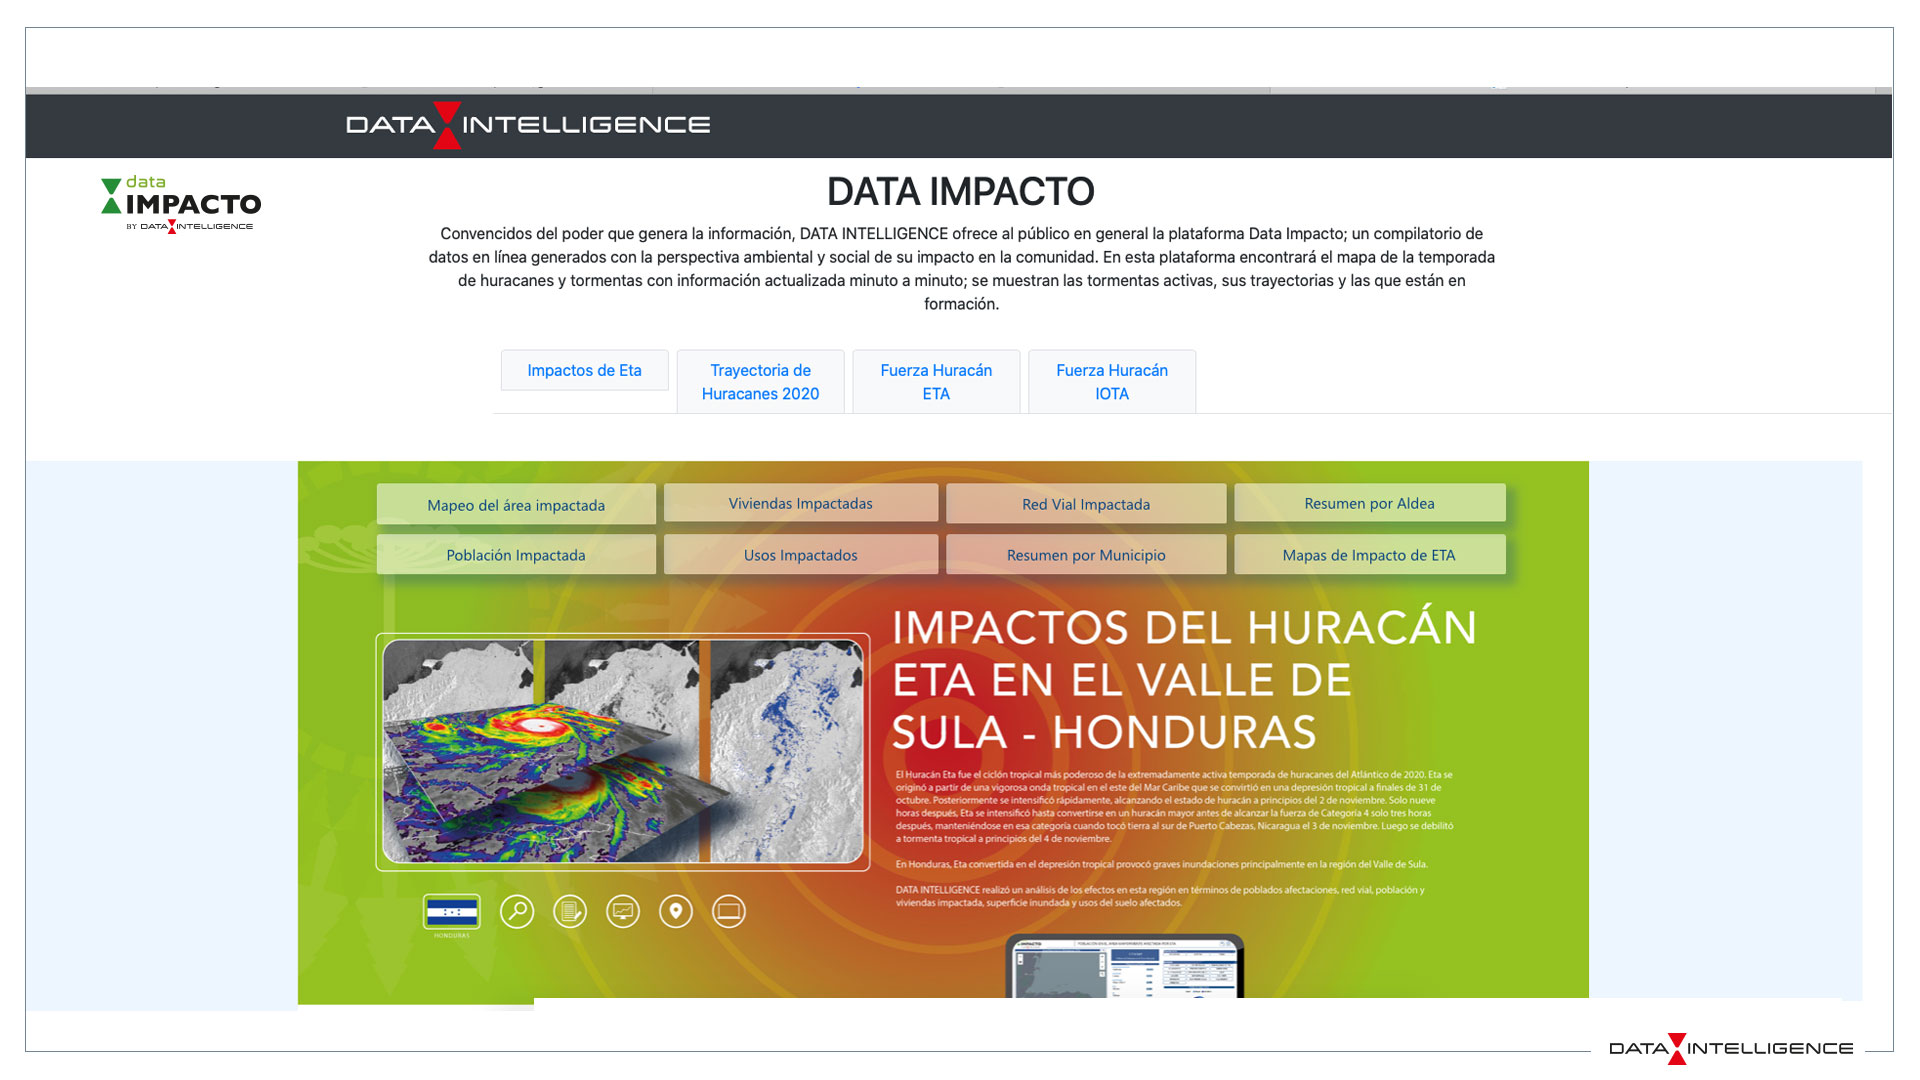 DATA INTELLIGENCE
data
IMPACTO
BY DATA INTELLIGENCE
DATA IMPACTO
Convencidos del poder que genera la información, DATA INTELLIGENCE ofrece al público en general la plataforma Data Impacto; un compilatorio de
datos en línea generados con la perspectiva ambiental y social de su impacto en la comunidad. En esta plataforma encontrará el mapa de la temporada
de huracanes y tormentas con información actualizada minuto a minuto; se muestran las tormentas activas, sus trayectorias y las que están en
formación.
Impactos de Eta
Trayectoria de
Huracanes 2020
Fuerza Huracán
ETA
Fuerza Huracán
IOTA
Mapeo del área impactada
Viviendas Impactadas
Red Vial Impactada
Resumen por Aldea
Población Impactada
Usos Impactados
Resumen por Municipio
Mapas de Impacto de ETA
IMPACTOS DEL HURACÁN
ETA EN EL VALLE DE
SULA - HONDURAS
El Huracán Eta fue el ciclón tropical más poderoso de la extremadamente activa temporada de huracanes del Atlántico de 2020. Eta se
originó a partir de una vigorosa onda tropical en el este del Mar Caribe que se convirtió en una depresión tropical a finales de 31 de
octubre. Posteriormente se intensificó rápidamente, alcanzando el estado de huracán a principios del 2 de noviembre. Solo nueve
horas después, Eta se intensificó hasta convertirse en un huracán mayor antes de alcanzar la fuerza de Categoría 4 solo tres horas
después, manteniéndose en esa categoría cuando tocó tierra al sur de Puerto Cabezas, Nicaragua el 3 de noviembre. Luego se debilitó
a tormenta tropical a principios del 4 de noviembre.
En Honduras, Eta convertida en el depresión tropical provocó graves inundaciones principalmente en la región del Valle de Sula.
DATA INTELLIGENCE realizó un análisis de los efectos en esta región en términos de poblados afectaciones, red vial, población y
viviendas impactada, superficie inundada y usos del suelo afectados.
HONDURAS
DATA INTELLIGENCE